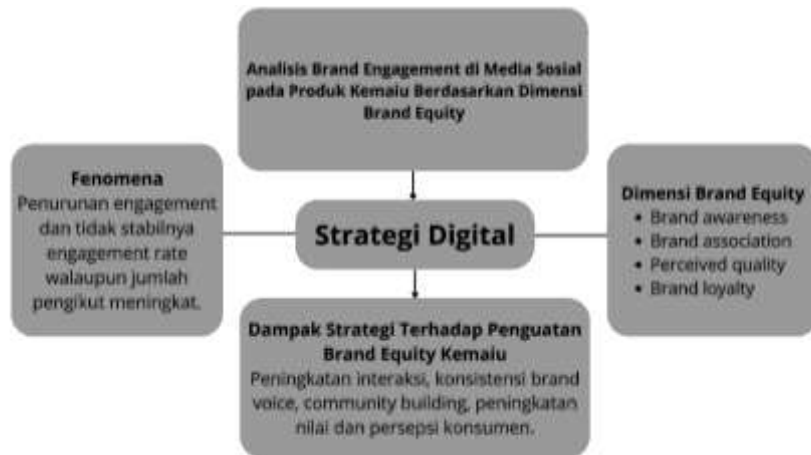 Analisis Brand Engagement di Media Sosial
pada Produk Kemaiu Berdasarkan Dimensi
Brand Equity
Fenomena
Penurunan engagement
dan tidak stabilnya
engagement rate
walaupun jumlah
pengikut meningkat.
Strategi Digital
Dimensi Brand Equity
• Brand awareness
• Brand association
• Perceived quality
• Brand loyalty
Dampak Strategi Terhadap Penguatan
Brand Equity Kemaiu
Peningkatan interaksi, konsistensi brand
voice, community building, peningkatan
nilai dan persepsi konsumen.